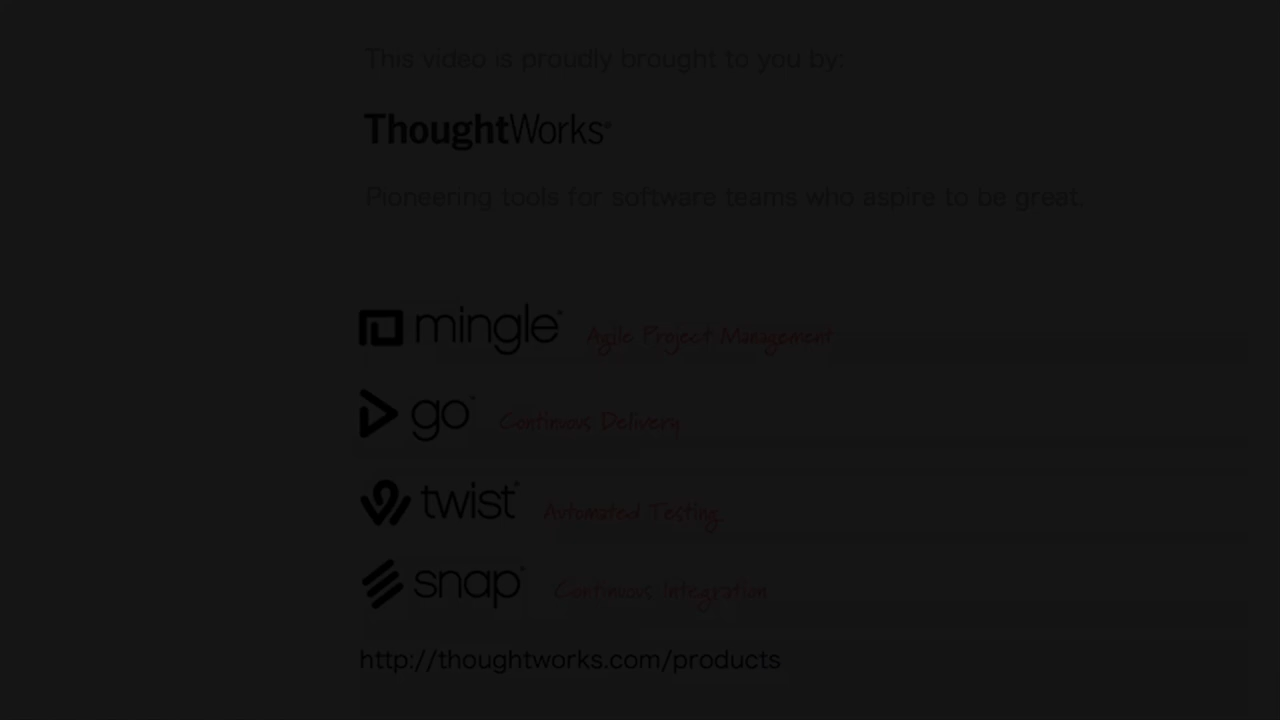 This video is proudly brought to you by:
ThoughtWorks®
Pioneering tools for software teams who aspire to be great.
mingle® Agile Project Management
go® Continuous Delivery
twist® Automated Testing
snap® Continuous Integration
http://thoughtworks.com/products